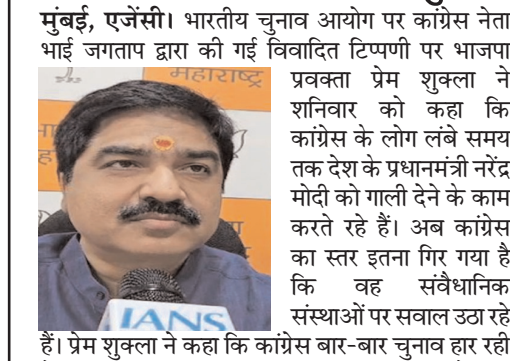 मुंबई, एजेंसी। भारतीय चुनाव आयोग पर कांग्रेस नेता
भाई जगताप द्वारा की गई विवादित टिप्पणी पर भाजपा
महाराष्ट्र
IANS
प्रवक्ता प्रेम शुक्ला ने
शनिवार को कहा कि
कांग्रेस के लोग लंबे समय
तक देश के प्रधानमंत्री नरेंद्र
मोदी को गाली देने के काम
करते रहे हैं। अब कांग्रेस
का स्तर इतना गिर गया है
कि वह संवैधानिक
संस्थाओं पर सवाल उठा रहे
हैं। प्रेम शुक्ला ने कहा कि कांग्रेस बार-बार चुनाव हार रही